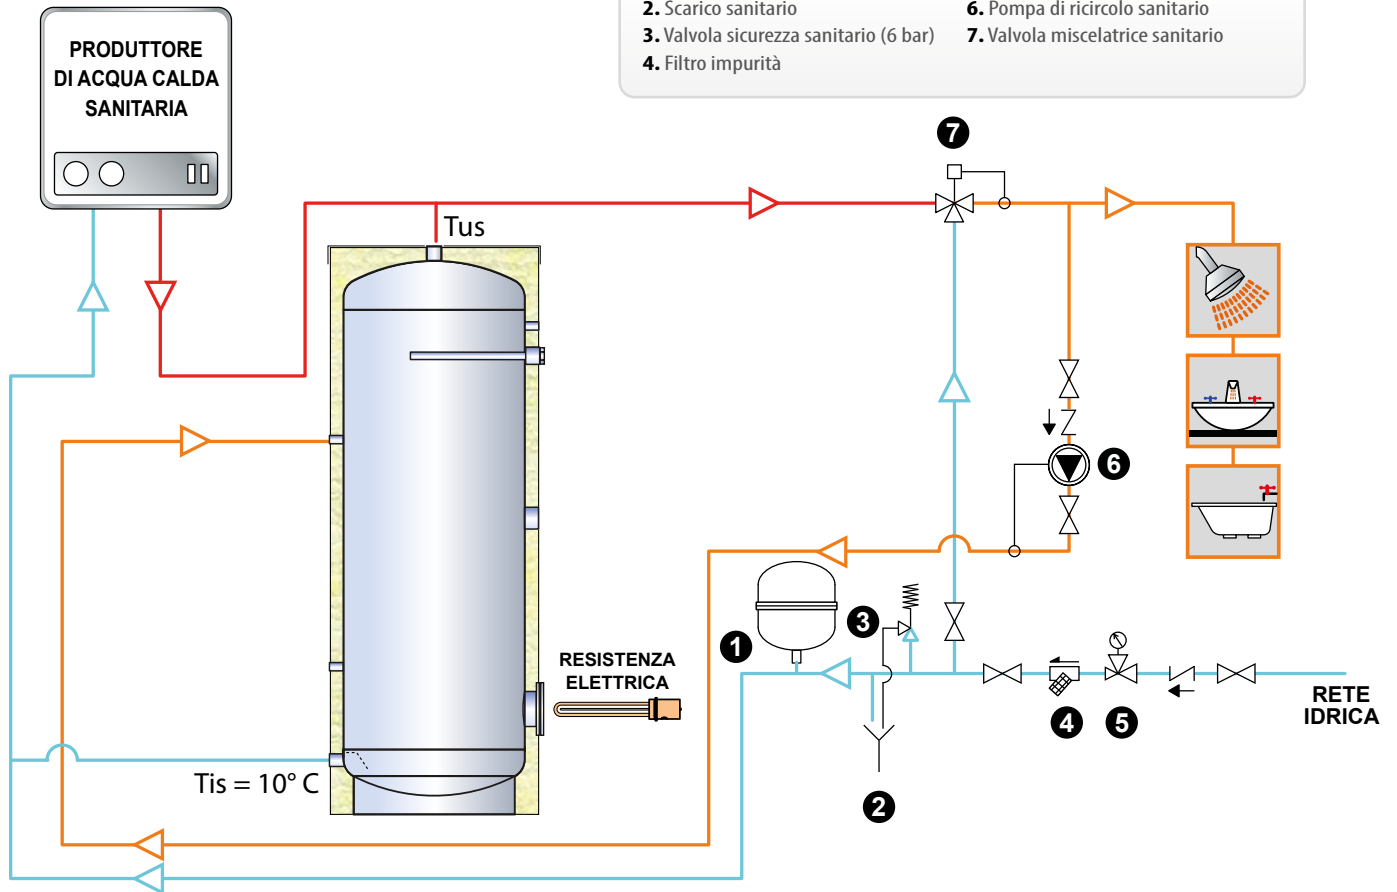 2. Scarico sanitario
6. Pompa di ricircolo sanitario
3. Valvola sicurezza sanitario (6 bar)
7. Valvola miscelatrice sanitario
4. Filtro impurità
PRODUTTORE
DI ACQUA CALDA
SANITARIA
7
Tus
6
3
1
RESISTENZA
ELETTRICA
RETE
IDRICA
4
5
Tis = 10° C
2